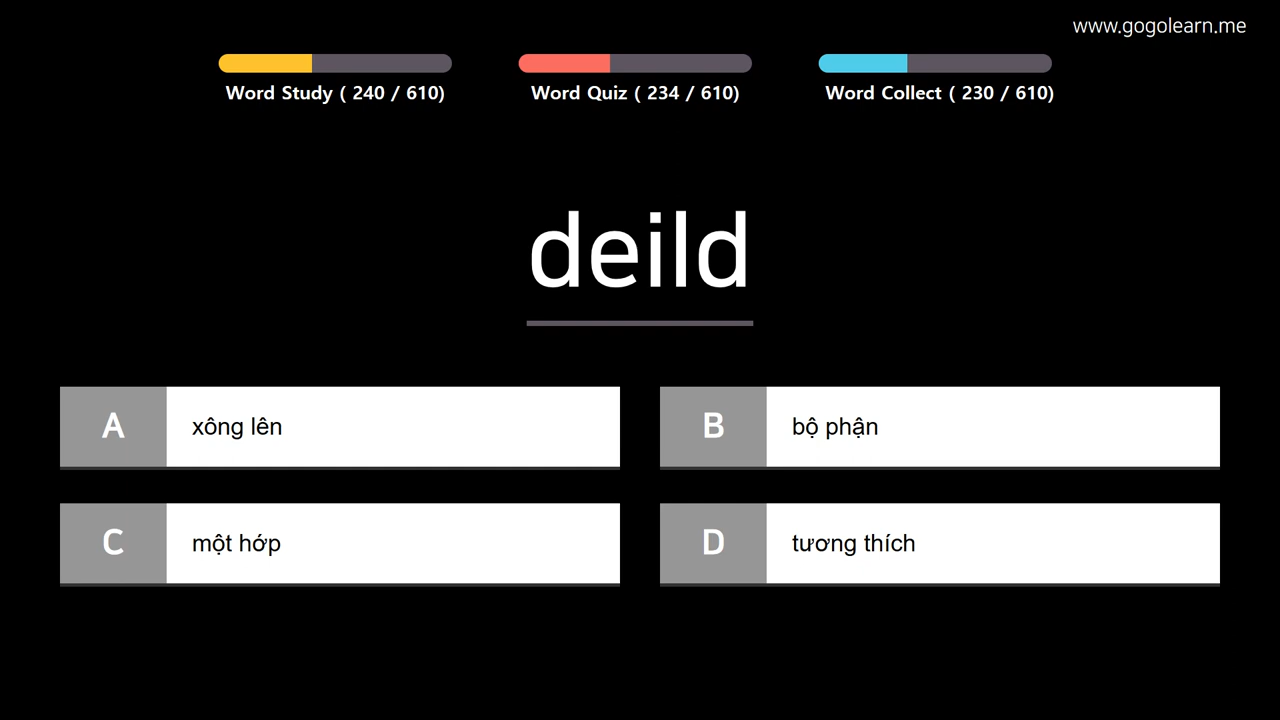 www.gogolearn.me
Word Study ( 240 / 610)
Word Quiz ( 234 / 610)
Word Collect ( 230 / 610)
deild
A xông lên
B bộ phận
C một hớp
D tương thích